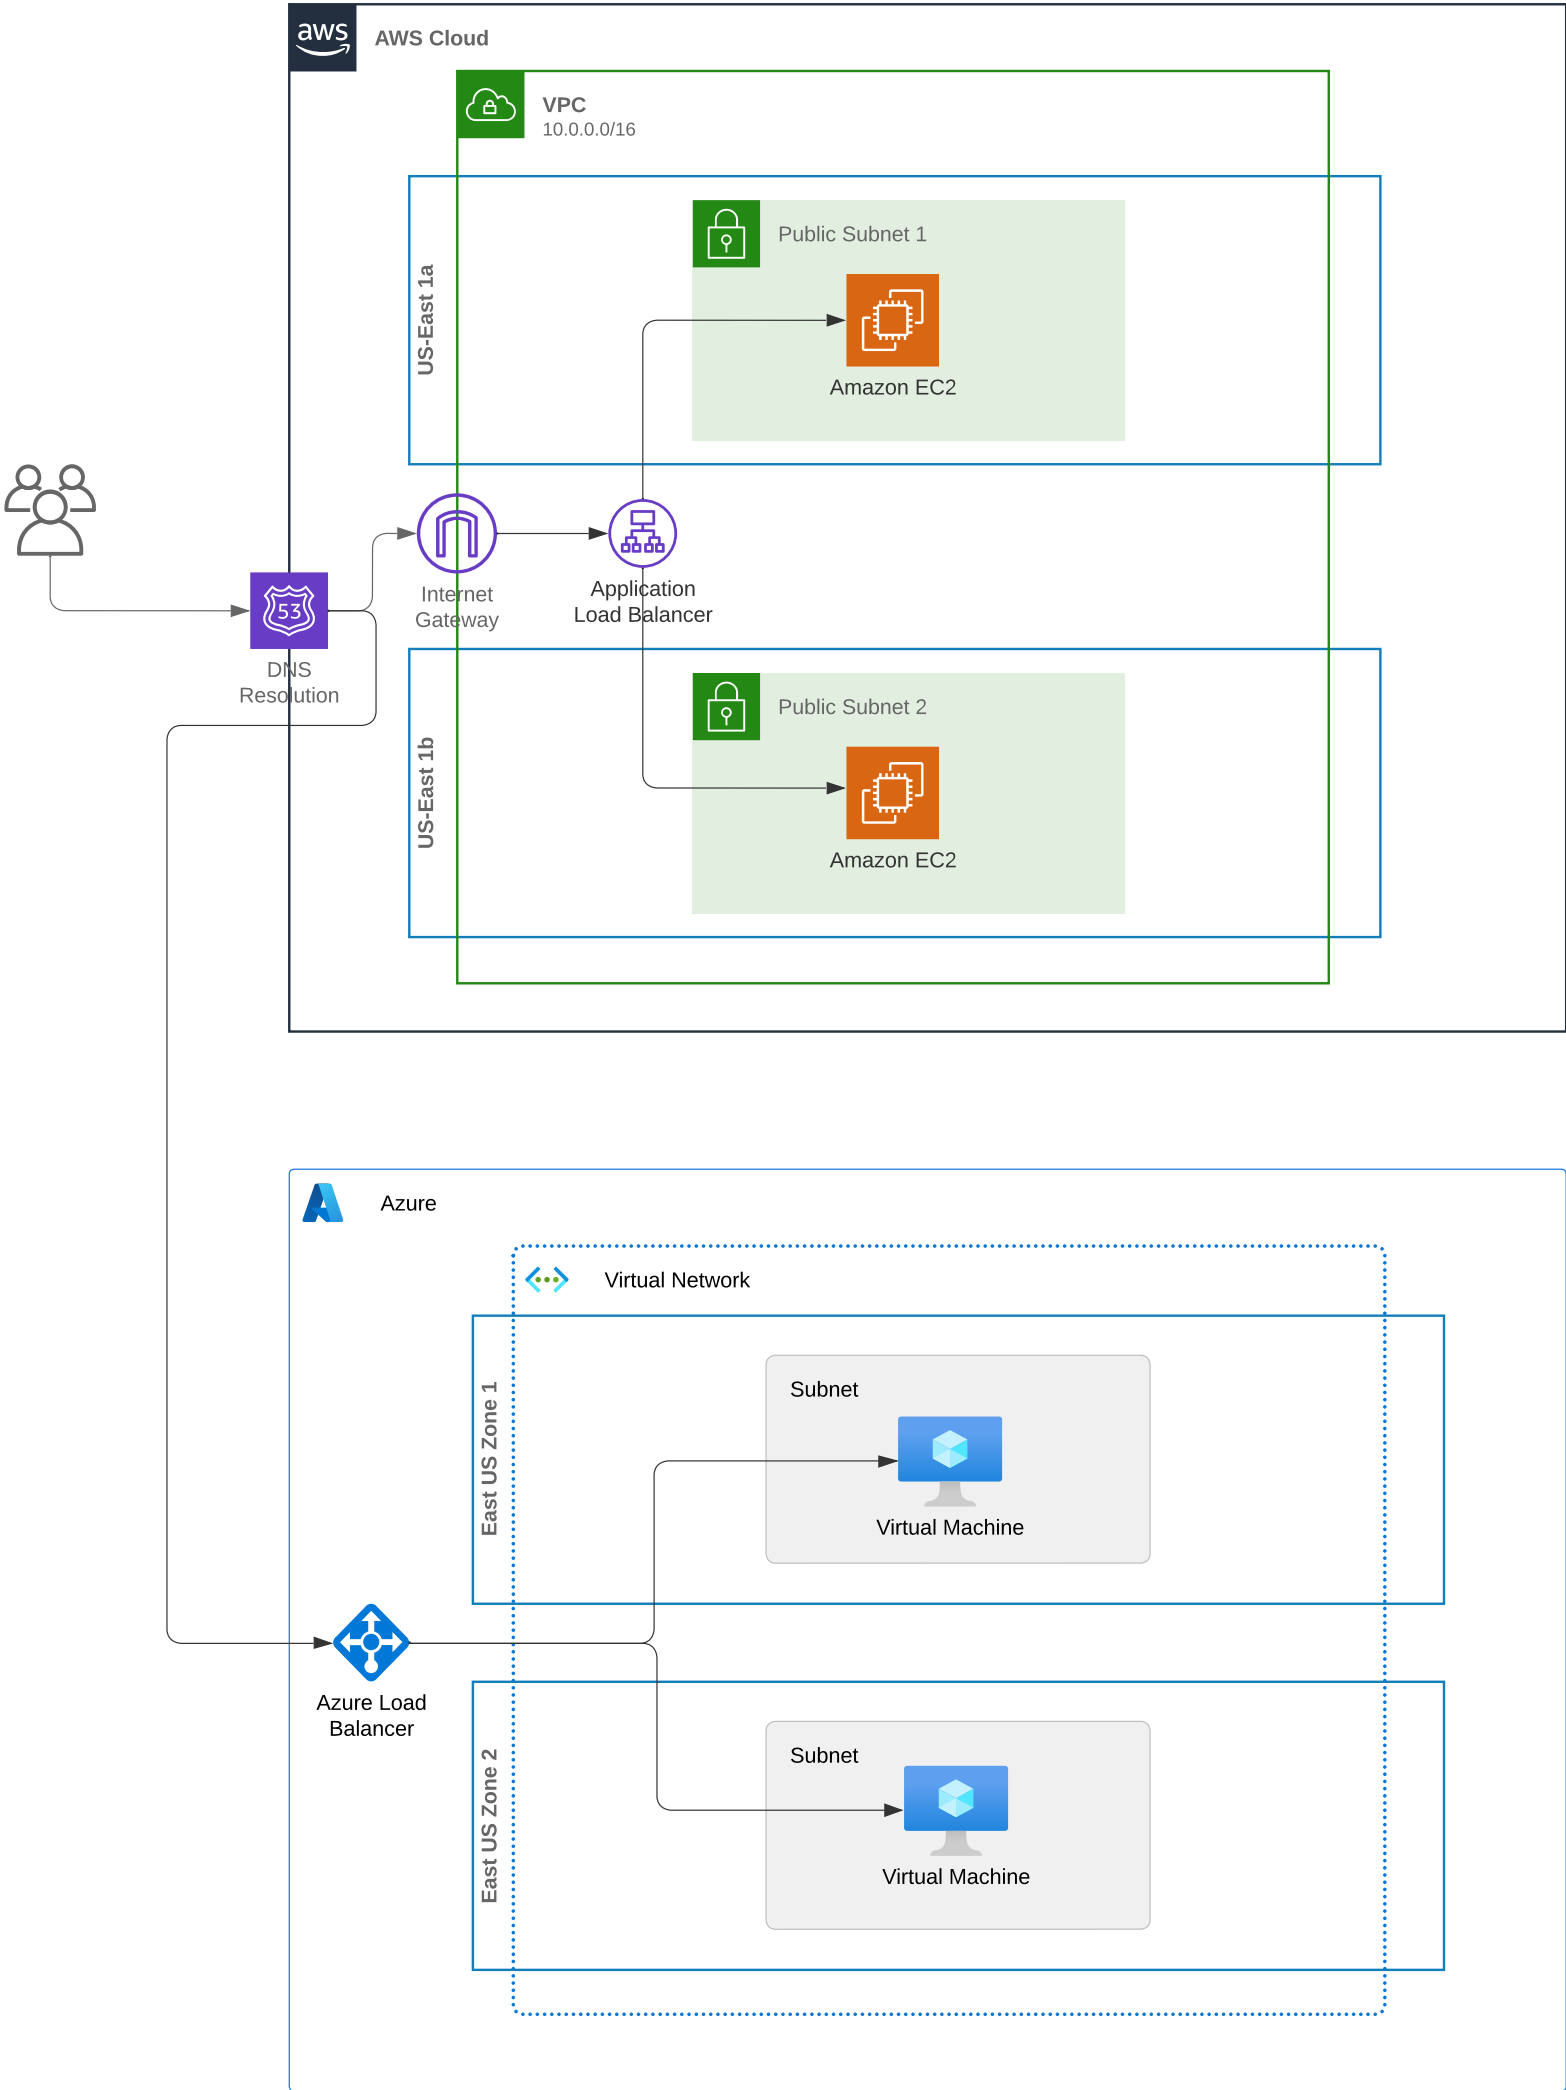 aws
AWS Cloud
VPC
10.0.0.0/16
US-East 1a
Public Subnet 1
Amazon EC2
Internet
Gateway
Application
Load Balancer
53
DNS
Resolution
US-East 1b
Public Subnet 2
Amazon EC2
Azure
Virtual Network
East US Zone 1
Subnet
Virtual Machine
Azure Load
Balancer
East US Zone 2
Subnet
Virtual Machine